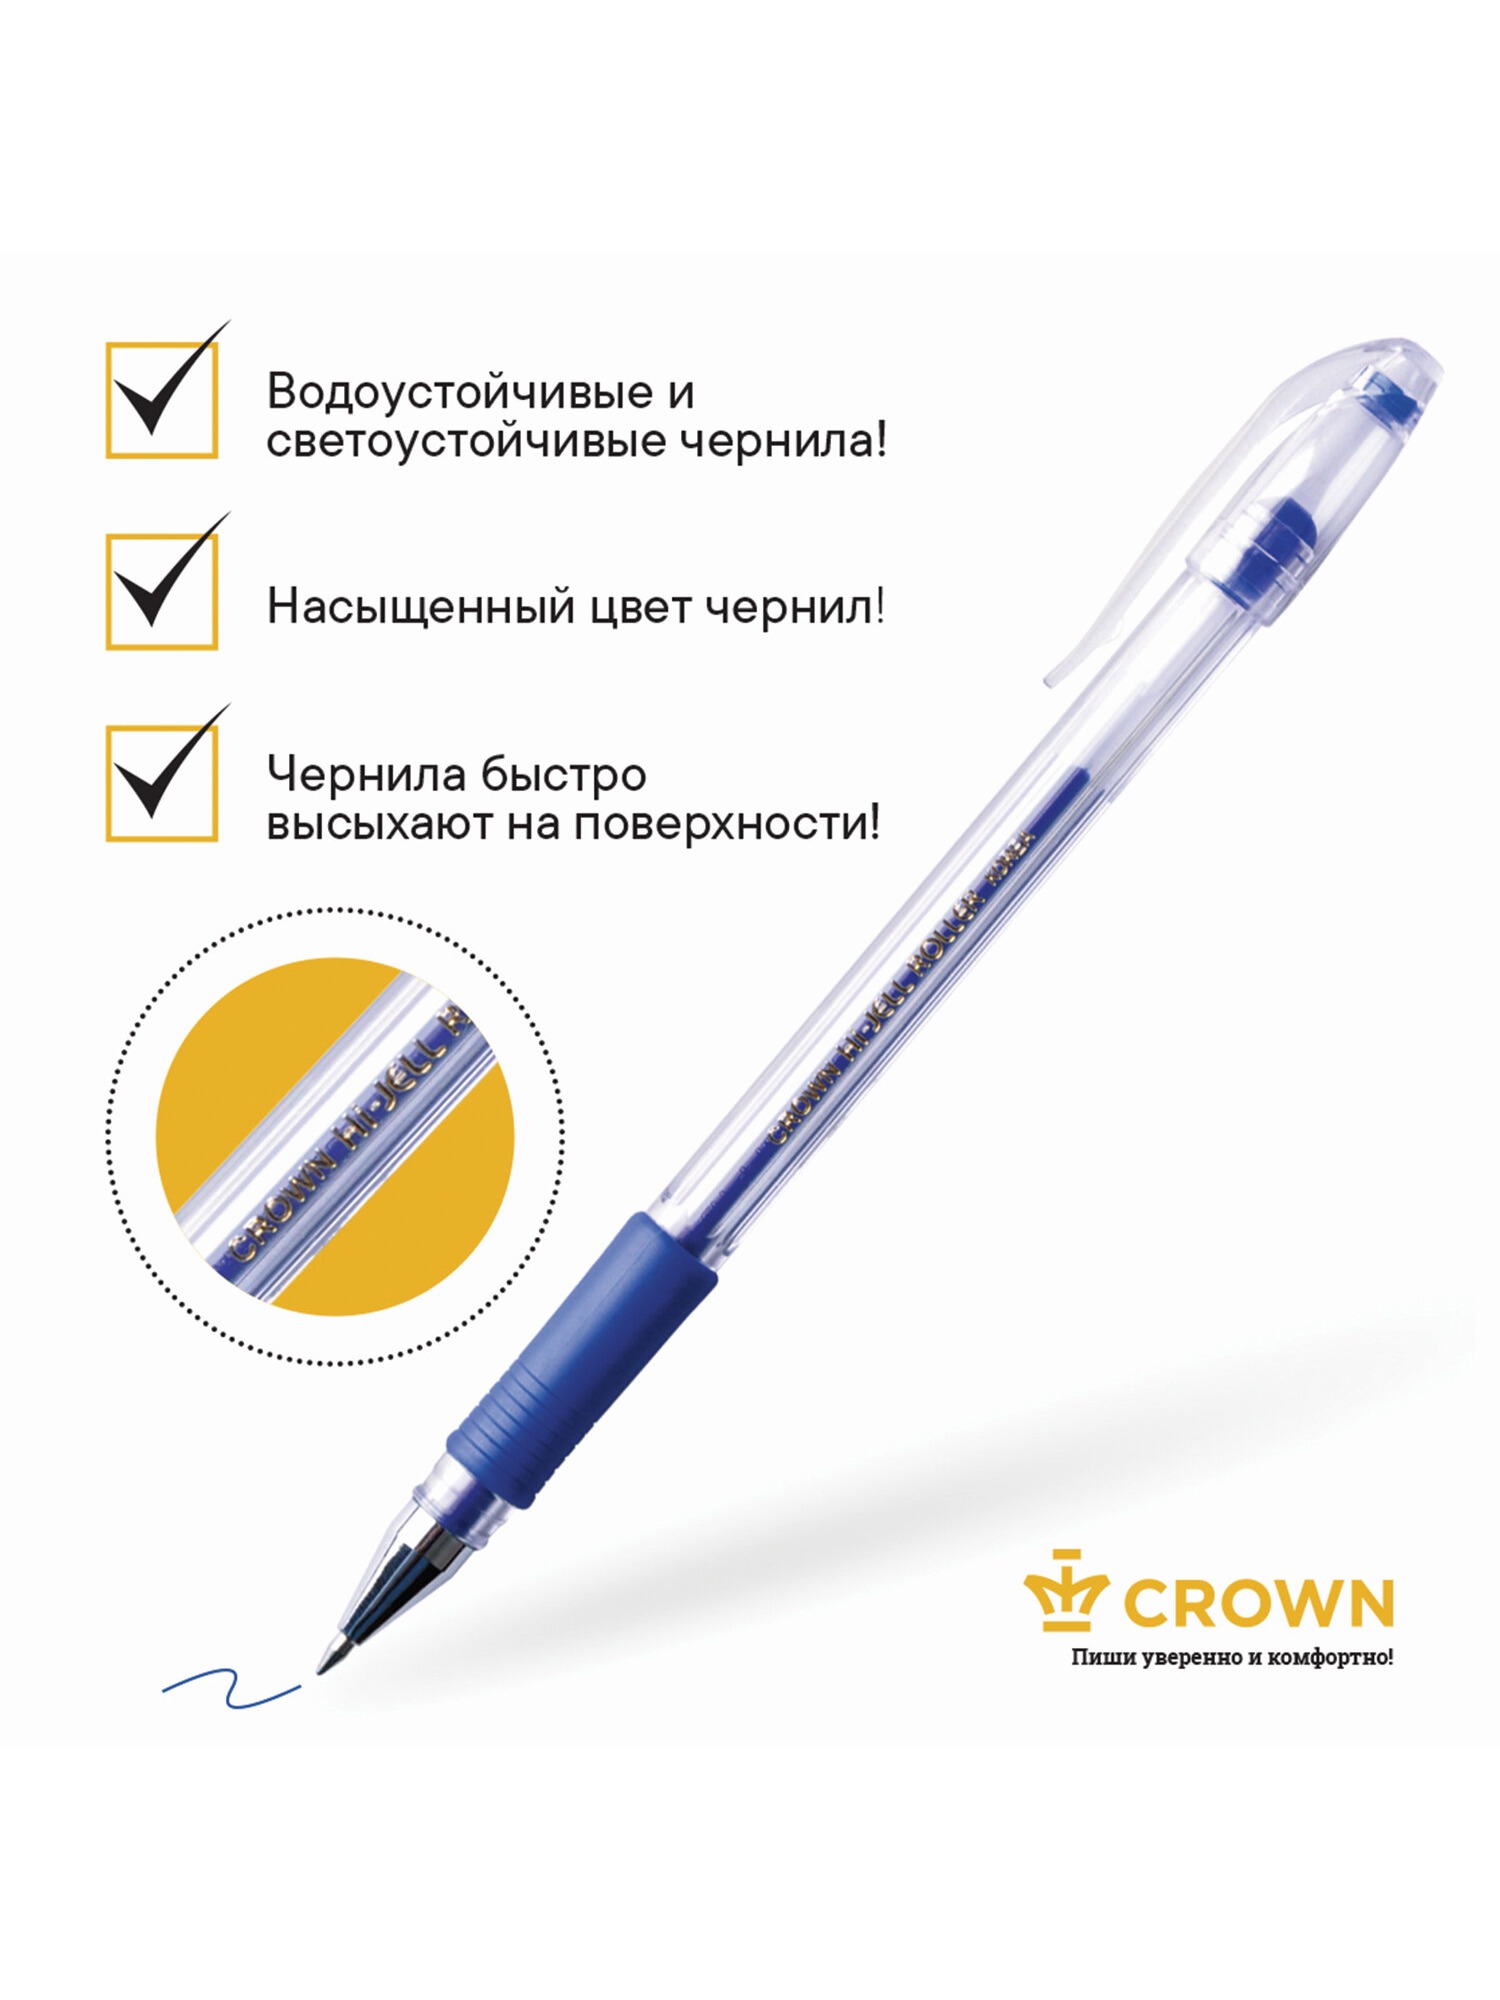 Водоустойчивые и
светоустойчивые чернила!
Насыщенный цвет чернил!
Чернила быстро
высыхают на поверхности!
CROWN Hi-JELL ROLLER KOREA
CROWN Hi-JELL R
CROWN
Пиши уверенно и комфортно!